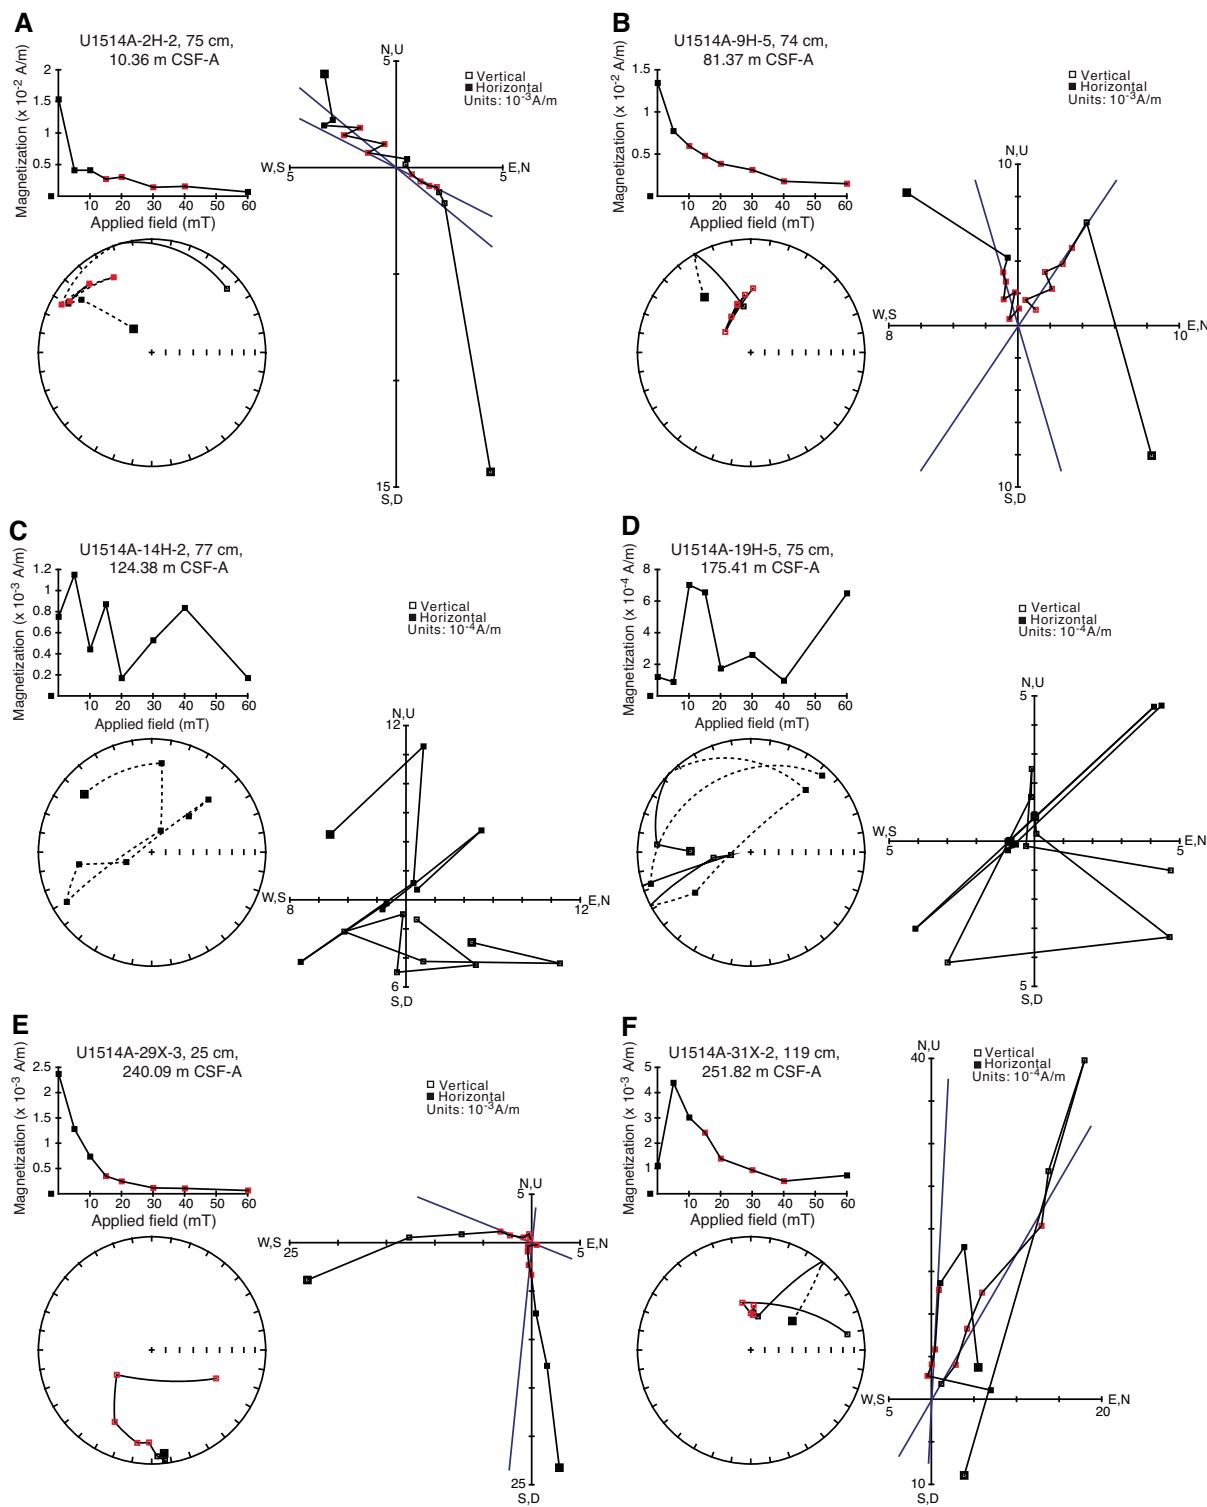 A
U1514A-2H-2, 75 cm,
10.36 m CSF-A
Magnetization (x 10-2 A/m)
2
1.5
1
0.5
10 20 30 40 50 60
Applied field (mT)
N,U
5
Vertical
Horizontal
Units: 10-3A/m
W,S
5
E,N
5
15
S,D
B
U1514A-9H-5, 74 cm,
81.37 m CSF-A
Magnetization (x 10-2 A/m)
1.5
1
0.5
10 20 30 40 50 60
Applied field (mT)
Vertical
Horizontal
Units: 10-3A/m
N,U
10
W,S
8
E,N
10
10
S,D
C
U1514A-14H-2, 77 cm,
124.38 m CSF-A
Magnetization (x 10-3 A/m)
1.2
1
0.8
0.6
0.4
0.2
10 20 30 40 50 60
Applied field (mT)
Vertical
Horizontal
Units: 10-4A/m
N,U
12
W,S
8
E,N
12
6
S,D
D
U1514A-19H-5, 75 cm,
175.41 m CSF-A
Magnetization (x 10-4 A/m)
8
6
4
2
10 20 30 40 50 60
Applied field (mT)
Vertical
Horizontal
Units: 10-4A/m
N,U
5
W,S
5
E,N
5
5
S,D
E
U1514A-29X-3, 25 cm,
240.09 m CSF-A
Magnetization (x 10-3 A/m)
2.5
2
1.5
1
0.5
10 20 30 40 50 60
Applied field (mT)
Vertical
Horizontal
Units: 10-3A/m
N,U
5
W,S
25
E,N
5
25
S,D
F
U1514A-31X-2, 119 cm,
251.82 m CSF-A
Magnetization (x 10-3 A/m)
5
4
3
2
1
10 20 30 40 50 60
Applied field (mT)
N,U
40
Vertical
Horizontal
Units: 10-4A/m
W,S
5
E,N
20
10
S,D